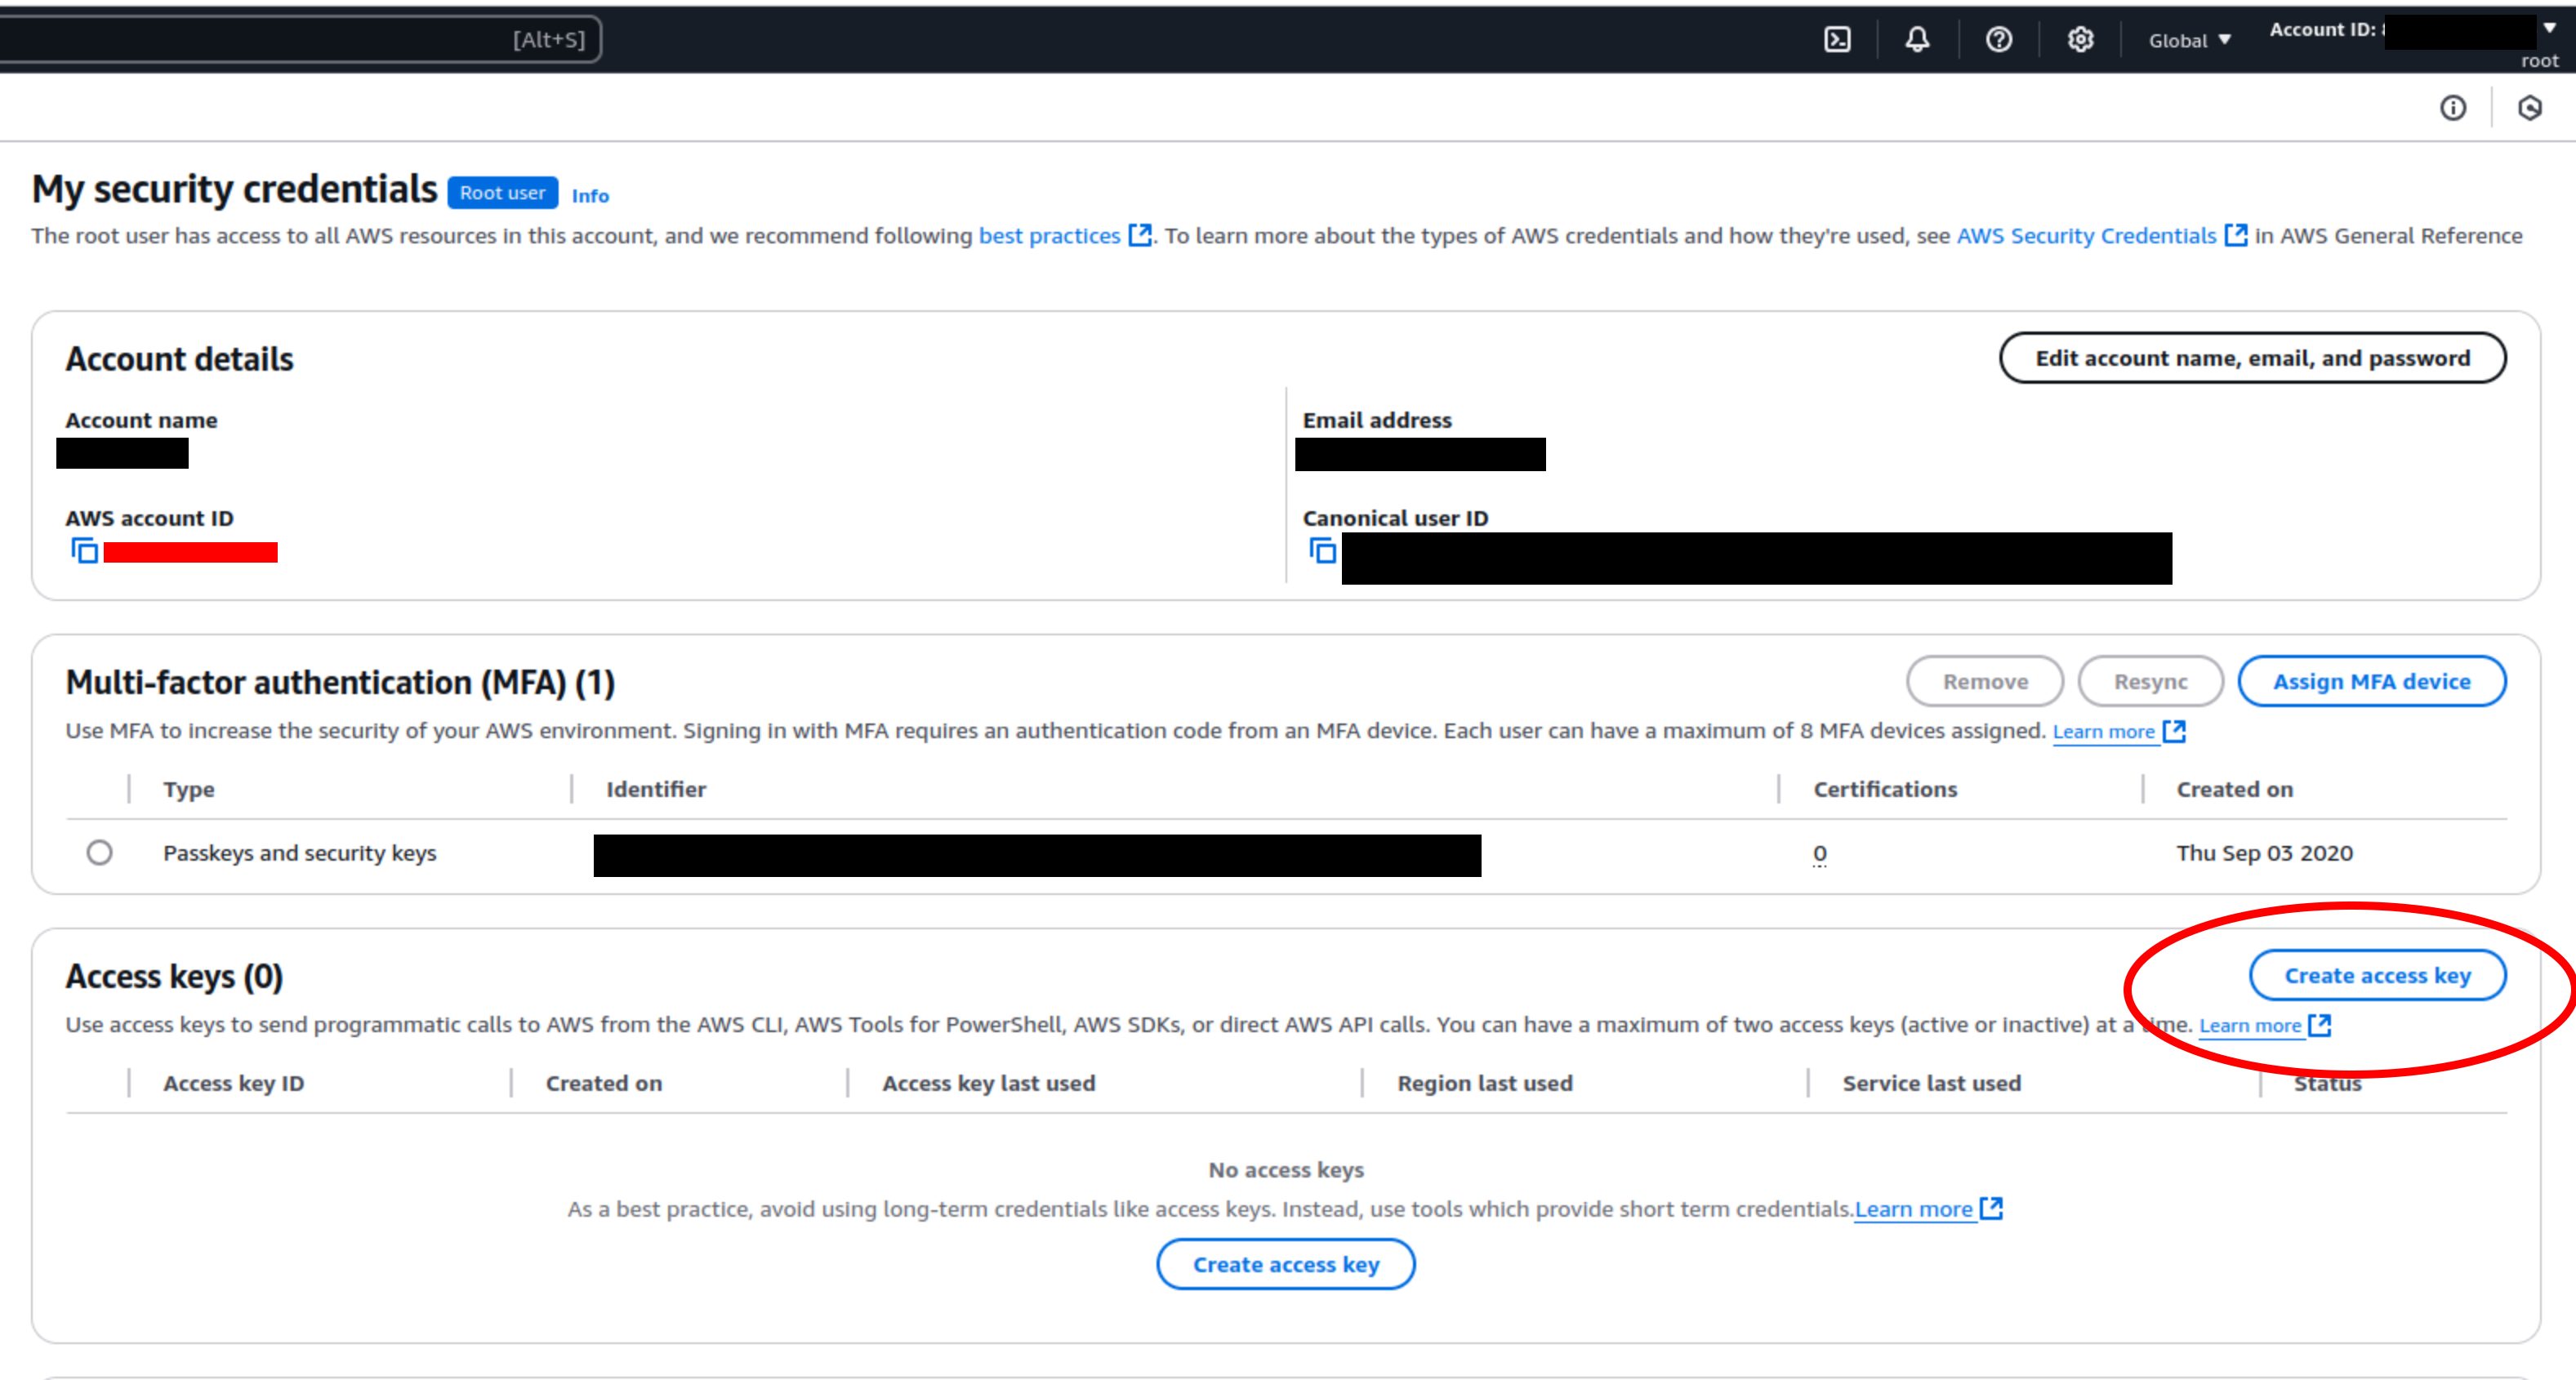 [Alt+S]
Global
Account ID:
root
My security credentials Root user Info
The root user has access to all AWS resources in this account, and we recommend following best practices. To learn more about the types of AWS credentials and how they're used, see AWS Security Credentials in AWS General Reference
Account details
Edit account name, email, and password
Account name
Email address
AWS account ID
Canonical user ID
Multi-factor authentication (MFA) (1)
Remove
Resync
Assign MFA device
Use MFA to increase the security of your AWS environment. Signing in with MFA requires an authentication code from an MFA device. Each user can have a maximum of 8 MFA devices assigned. Learn more
Type Identifier Certifications Created on
Passkeys and security keys 0 Thu Sep 03 2020
Access keys (0)
Create access key
Use access keys to send programmatic calls to AWS from the AWS CLI, AWS Tools for PowerShell, AWS SDKs, or direct AWS API calls. You can have a maximum of two access keys (active or inactive) at a time. Learn more
Access key ID Created on Access key last used Region last used Service last used Status
No access keys
As a best practice, avoid using long-term credentials like access keys. Instead, use tools which provide short term credentials.Learn more
Create access key